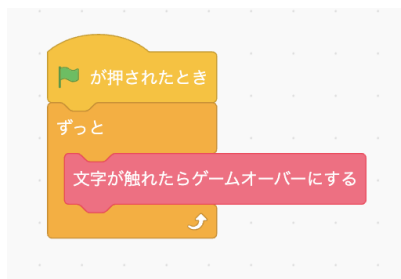 が押されたとき
ずっと
文字が触れたらゲームオーバーにする